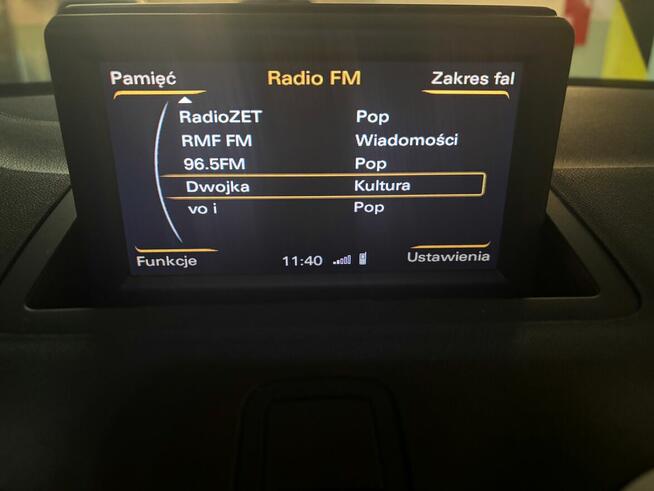 Pamięć Radio FM Zakres fal
RadioZET Pop
RMF FM Wiadomości
96.5FM Pop
Dwojka Kultura
vo i Pop
Funkcje 11:40 Ustawienia